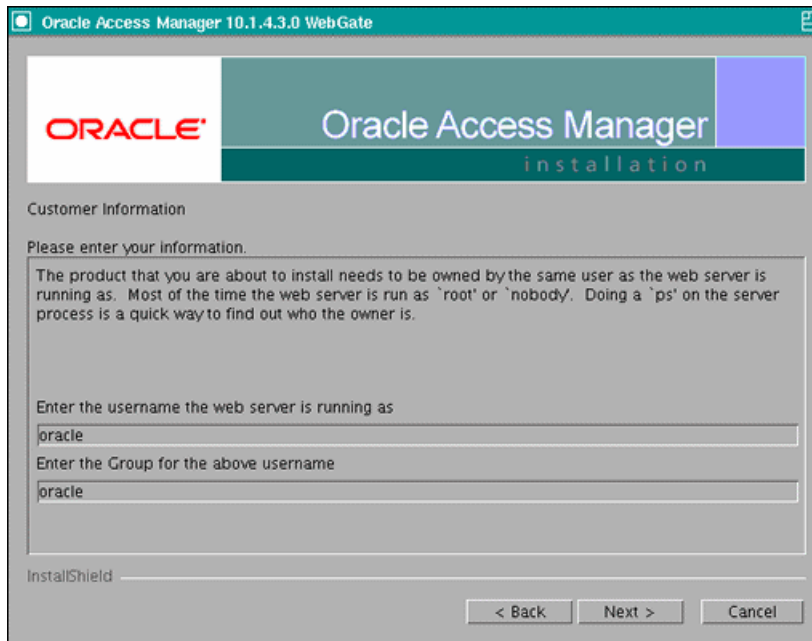 Oracle Access Manager 10.1.4.3.0 WebGate
ORACLE®
Oracle Access Manager
installation
Customer Information
Please enter your information.
The product that you are about to install needs to be owned by the same user as the web server is
running as. Most of the time the web server is run as `root' or `nobody'. Doing a `ps' on the server
process is a quick way to find out who the owner is.
Enter the username the web server is running as
oracle
Enter the Group for the above username
oracle
InstallShield
< Back
Next >
Cancel